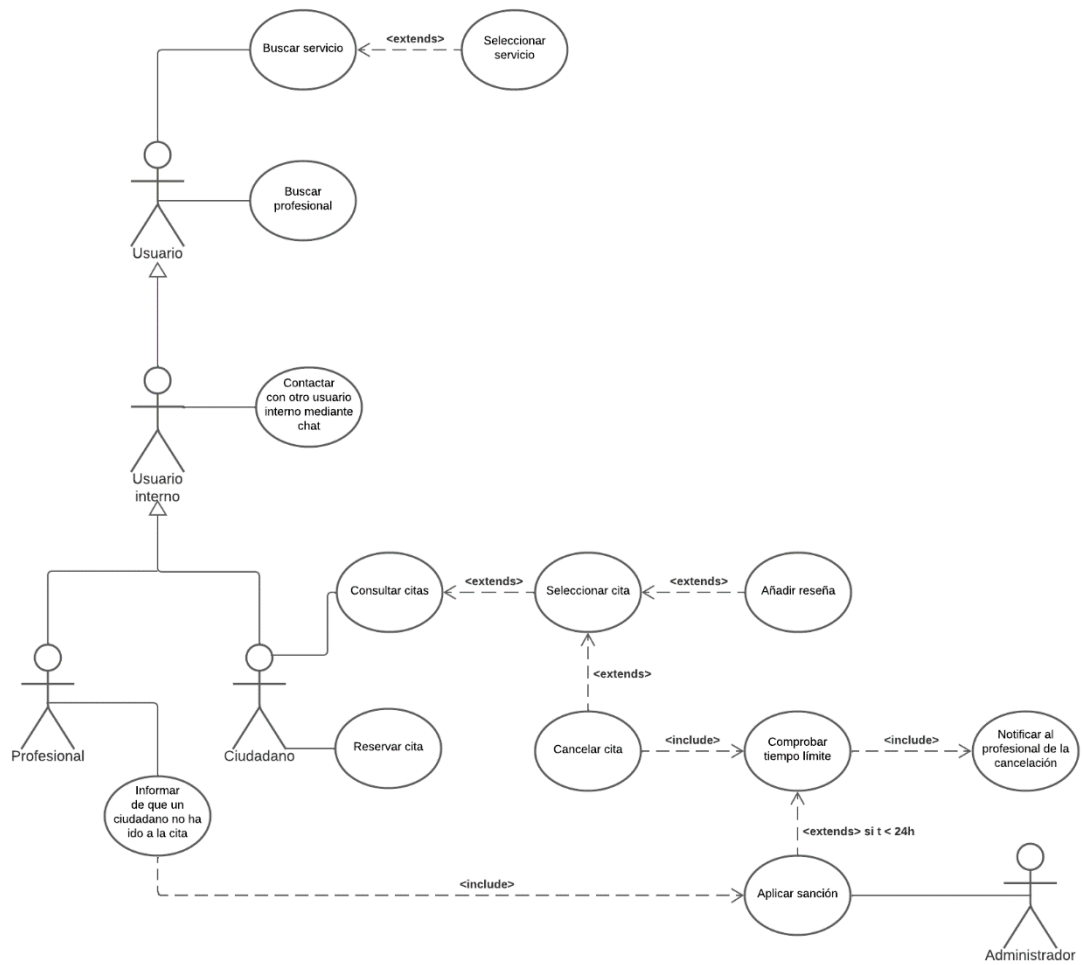 Buscar servicio
<extends>
Seleccionar
servicio
Buscar
profesional
Usuario
Contactar
con otro usuario
interno mediante
chat
Usuario
interno
Consultar citas
<extends>
Seleccionar cita
<extends>
Añadir reseña
<extends>
Profesional
Ciudadano
Reservar cita
Cancelar cita
<include>
Comprobar
tiempo límite
<include>
Notificar al
profesional de la
cancelación
Informar
de que un
ciudadano no ha
ido a la cita
<extends> si t < 24h
<include>
Aplicar sanción
Administrador